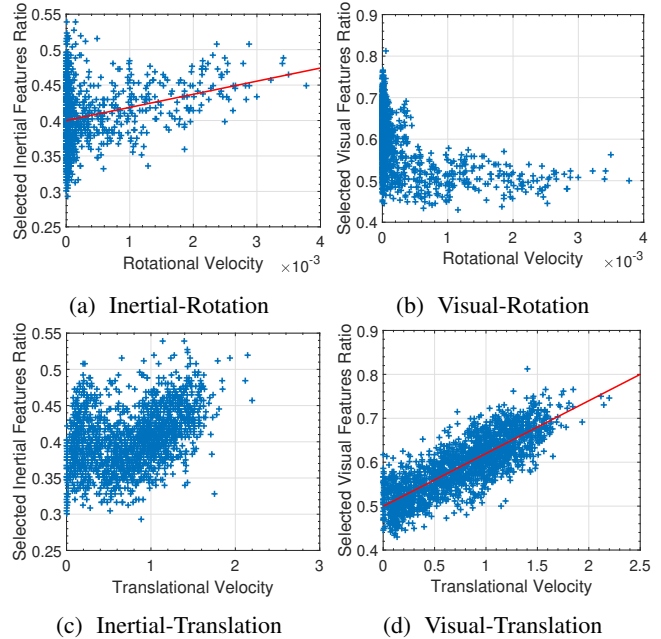 0.55
0.5
0.45
0.4
0.35
0.3
0.25
Selected Inertial Features Ratio
0 1 2 3 4
Rotational Velocity ×10⁻³
(a) Inertial-Rotation
0.9
0.8
0.7
0.6
0.5
0.4
Selected Visual Features Ratio
0 1 2 3 4
Rotational Velocity ×10⁻³
(b) Visual-Rotation
0.55
0.5
0.45
0.4
0.35
0.3
0.25
Selected Inertial Features Ratio
0 1 2 3
Translational Velocity
(c) Inertial-Translation
0.9
0.8
0.7
0.6
0.5
0.4
Selected Visual Features Ratio
0 0.5 1 1.5 2 2.5
Translational Velocity
(d) Visual-Translation